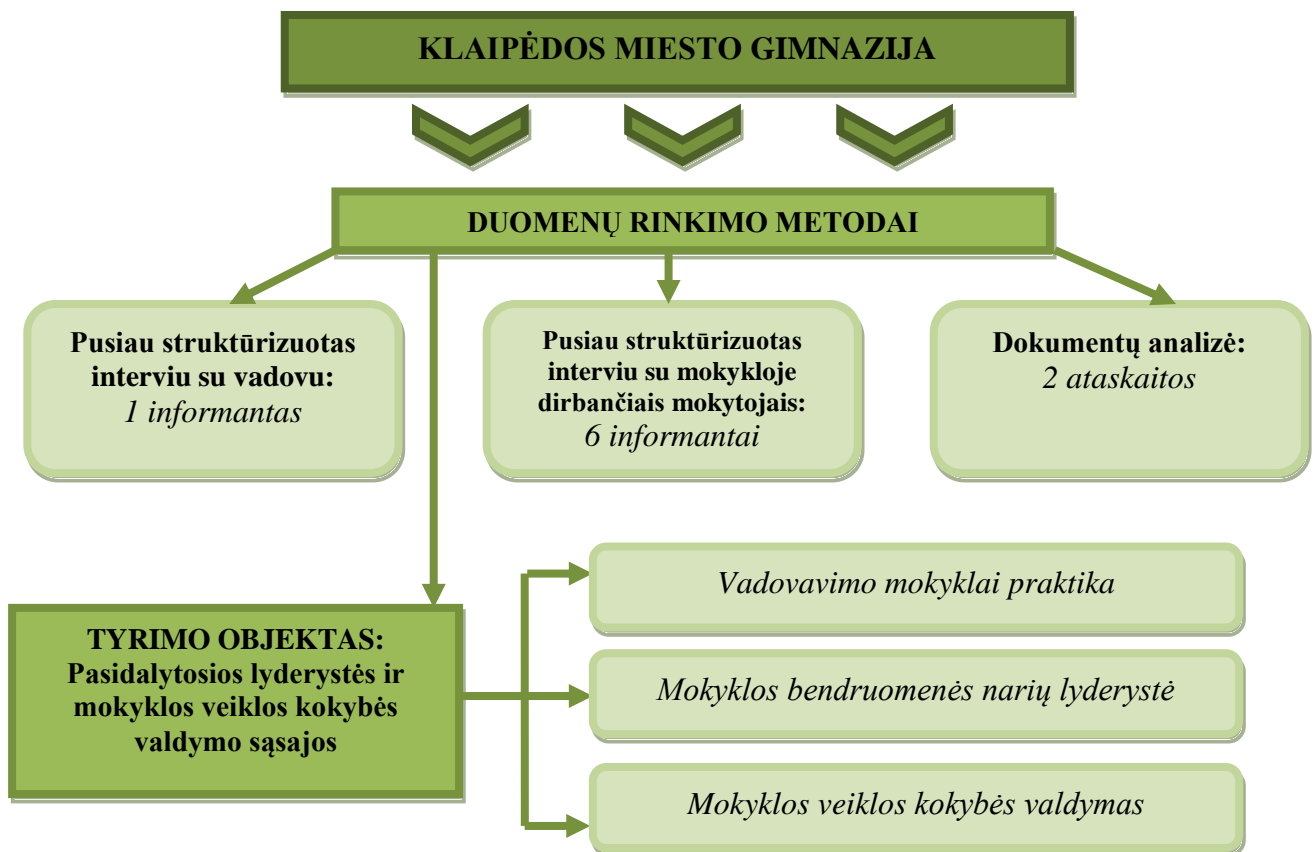 KLAIPĖDOS MIESTO GIMNAZIJA
DUOMENŲ RINKIMO METODAI
Pusiau struktūrizuotas
interviu su vadovu:
1 informantas
Pusiau struktūrizuotas
interviu su mokykloje
dirbančiais mokytojais:
6 informantai
Dokumentų analizė:
2 ataskaitos
TYRIMO OBJEKTAS:
Pasidalytosios lyderystės ir
mokyklos veiklos kokybės
valdymo sąsajos
Vadovavimo mokyklai praktika
Mokyklos bendruomenės narių lyderystė
Mokyklos veiklos kokybės valdymas